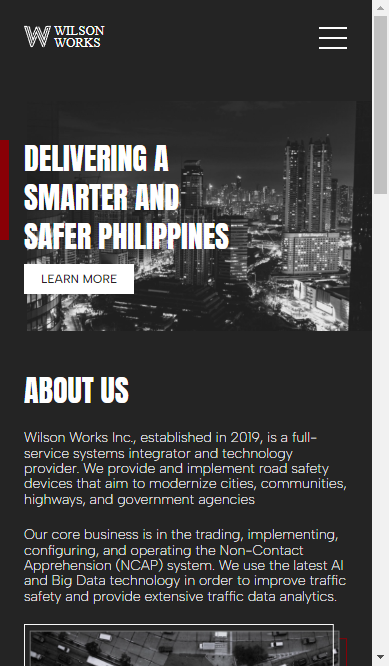 WILSON
WORKS
DELIVERING A
SMARTER AND
SAFER PHILIPPINES
LEARN MORE
ABOUT US
Wilson Works Inc., established in 2019, is a full-
service systems integrator and technology
provider. We provide and implement road safety
devices that aim to modernize cities, communities,
highways, and government agencies
Our core business is in the trading, implementing,
configuring, and operating the Non-Contact
Apprehension (NCAP) system. We use the latest AI
and Big Data technology in order to improve traffic
safety and provide extensive traffic data analytics.